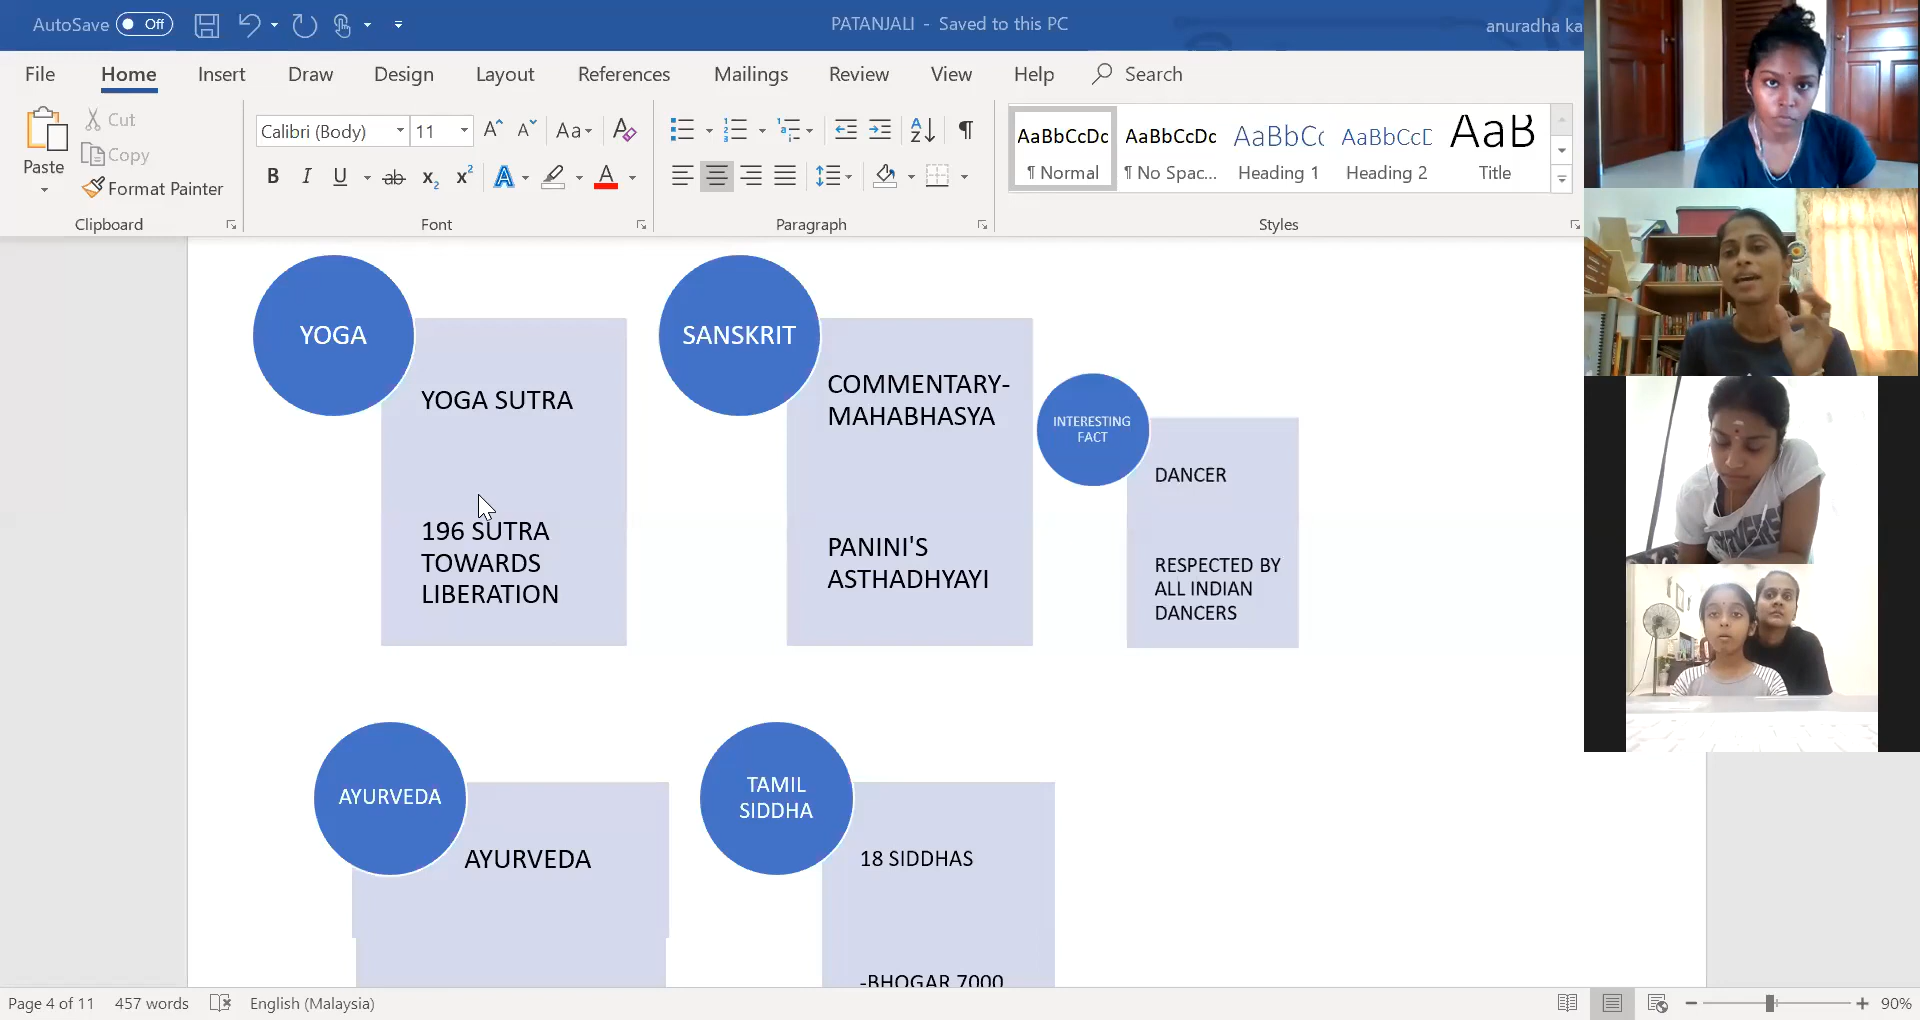 AutoSave Off
PATANJALI - Saved to this PC
anuradha ka
File Home Insert Draw Design Layout References Mailings Review View Help Search
Paste
Cut
Copy
Format Painter
Clipboard
Calibri (Body) 11
Font
Paragraph
AaBbCcDc AaBbCcDc AaBbCc AaBbCcD AaB
¶ Normal ¶ No Spac... Heading 1 Heading 2 Title
Styles
YOGA
YOGA SUTRA
196 SUTRA
TOWARDS
LIBERATION
SANSKRIT
COMMENTARY-
MAHABHASYA
PANINI'S
ASTHADHYAYI
INTERESTING
FACT
DANCER
RESPECTED BY
ALL INDIAN
DANCERS
AYURVEDA
AYURVEDA
TAMIL
SIDDHA
18 SIDDHAS
-BHOGAR 7000
Page 4 of 11 457 words English (Malaysia)
90%